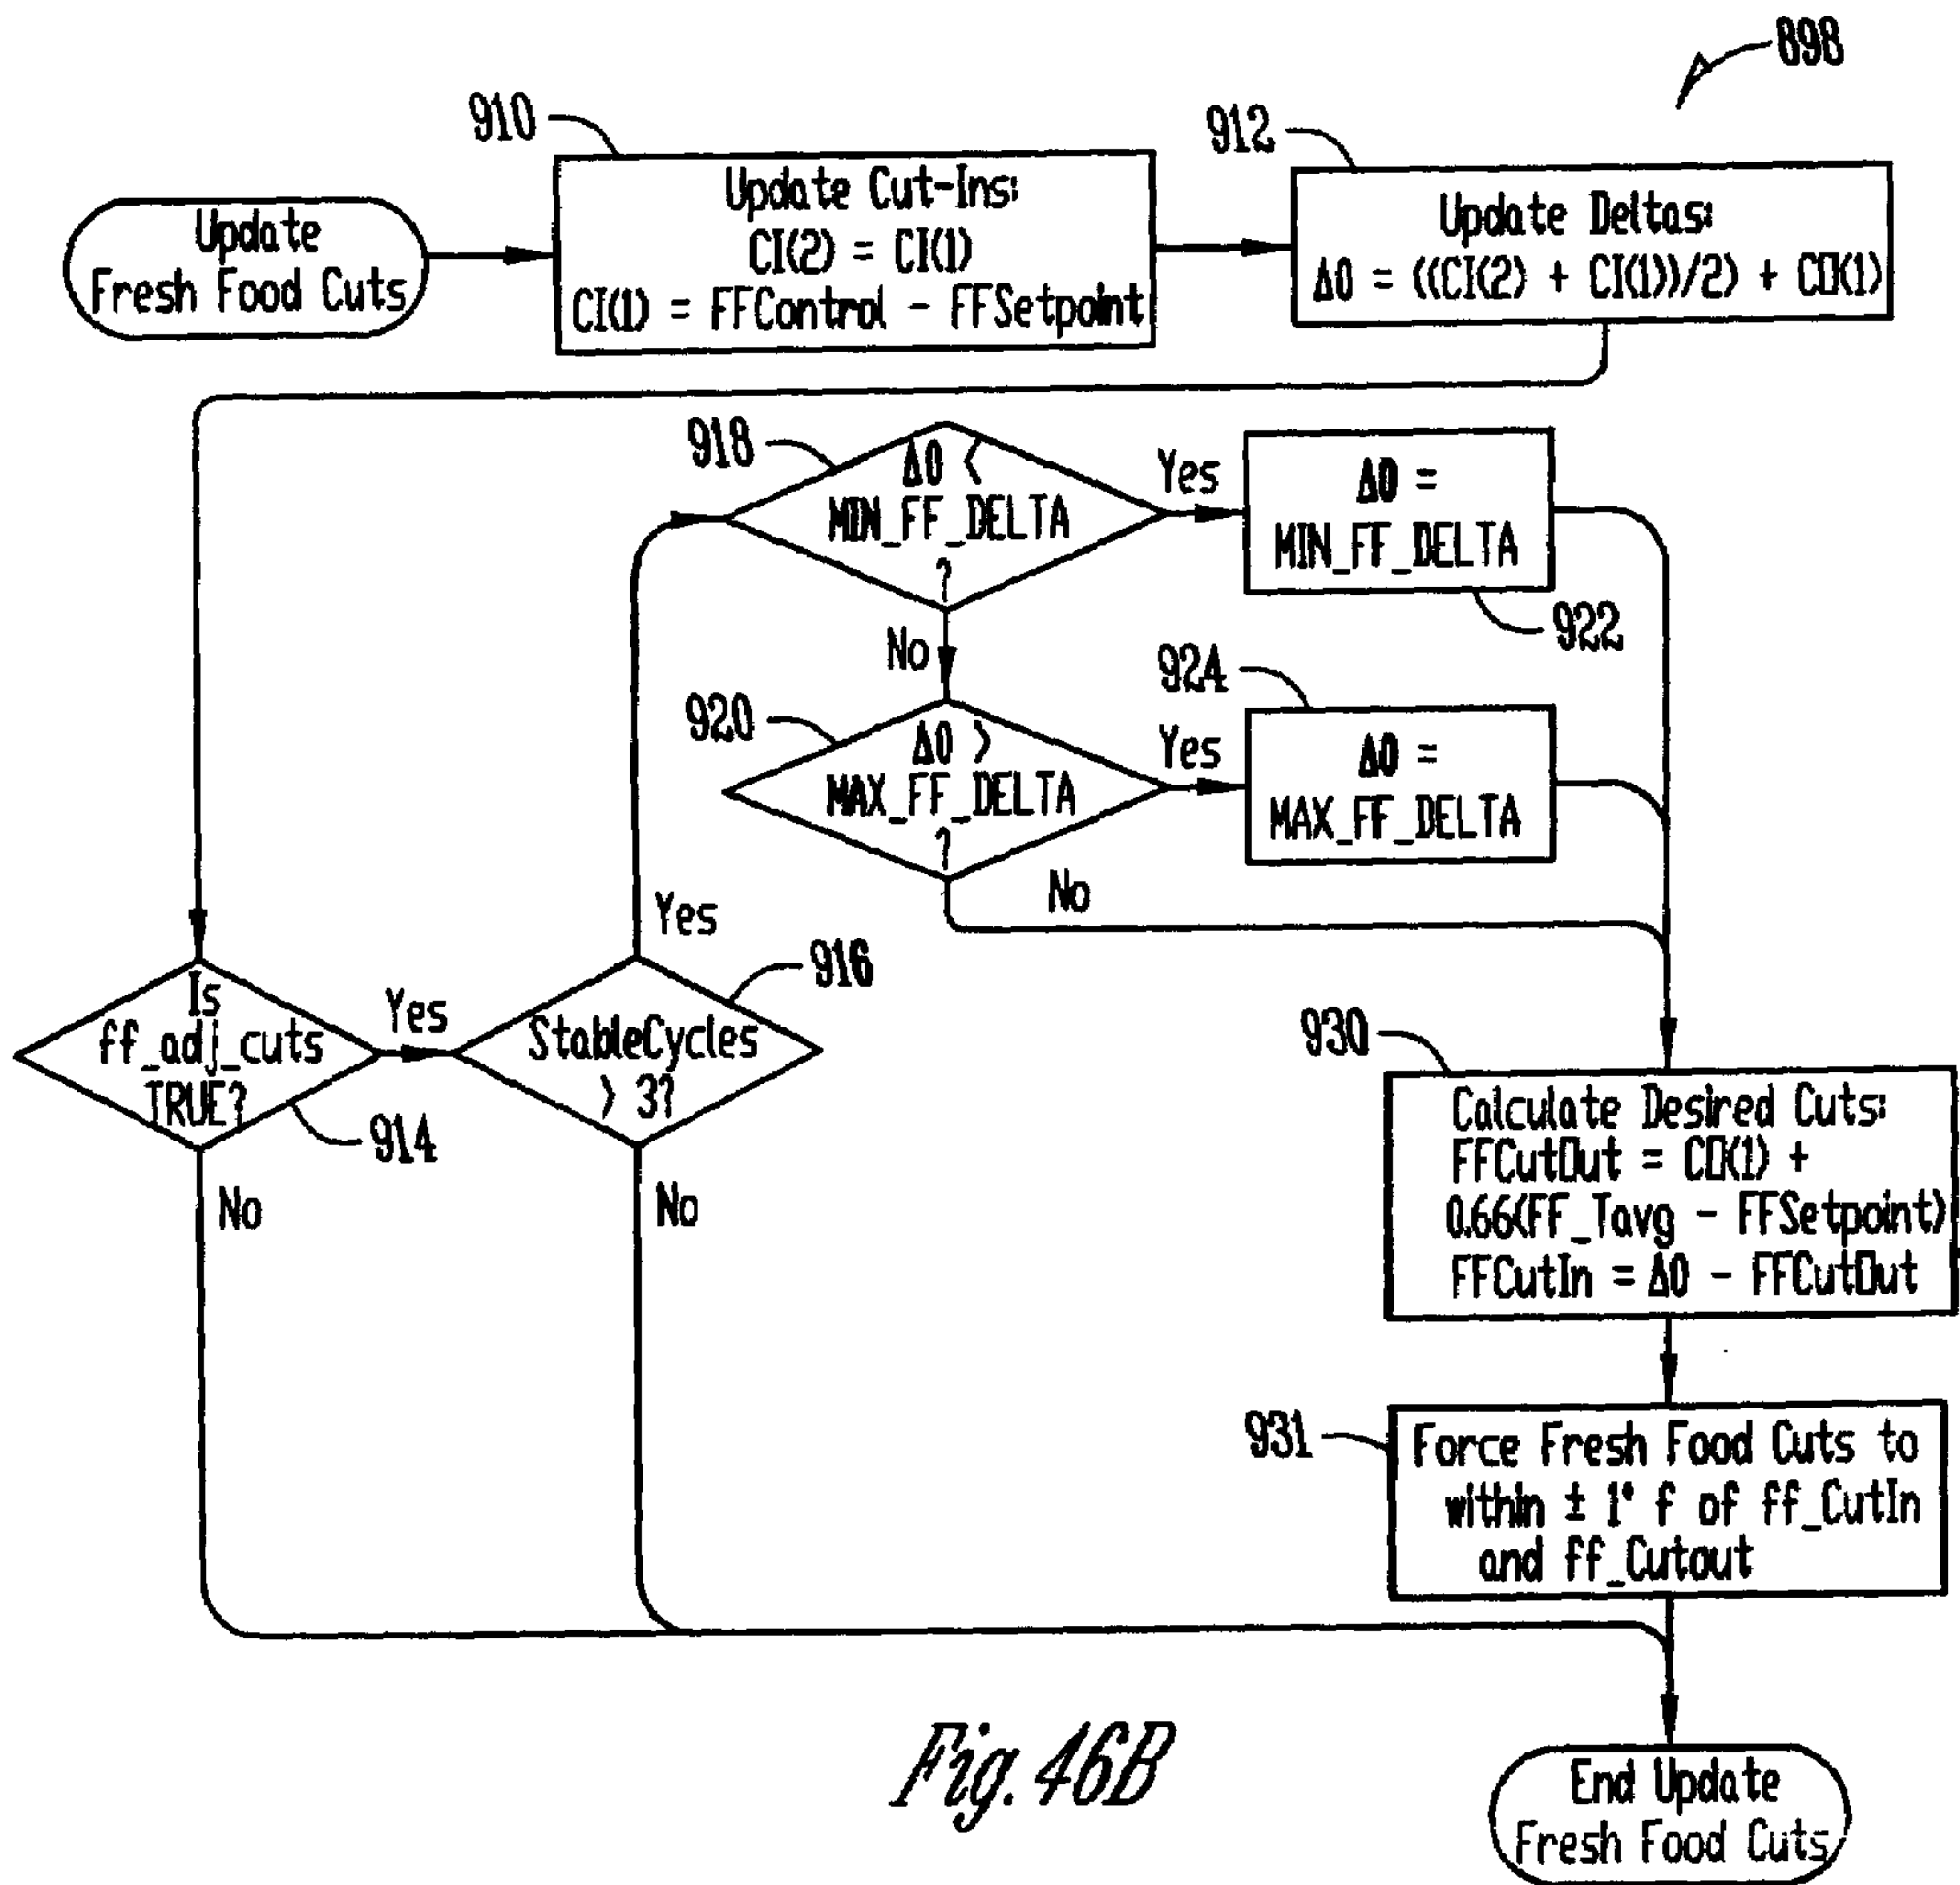 898
910
912
Update
Fresh Food Cuts
Update Cut-Ins:
CI(2) = CI(1)
CI(1) = FFControl - FFSetpoint
Update Deltas:
Δ0 = ((CI(2) + CI(1))/2) + CO(1)
918
Δ0 <
MIN_FF_DELTA
?
Yes
Δ0 =
MIN_FF_DELTA
922
No
924
920
Δ0 >
MAX_FF_DELTA
?
Yes
Δ0 =
MAX_FF_DELTA
No
Yes
916
Is
ff_adj_cuts
TRUE?
Yes
914
No
StableCycles
> 3?
No
930
Calculate Desired Cuts:
FFCutOut = CO(1) +
0.66(FF_Tavg - FFSetpoint)
FFCutIn = Δ0 - FFCutOut
931
Force Fresh Food Cuts to
within ± 1° f of ff_CutIn
and ff_Cutout
End Update
Fresh Food Cuts
Fig. 46B